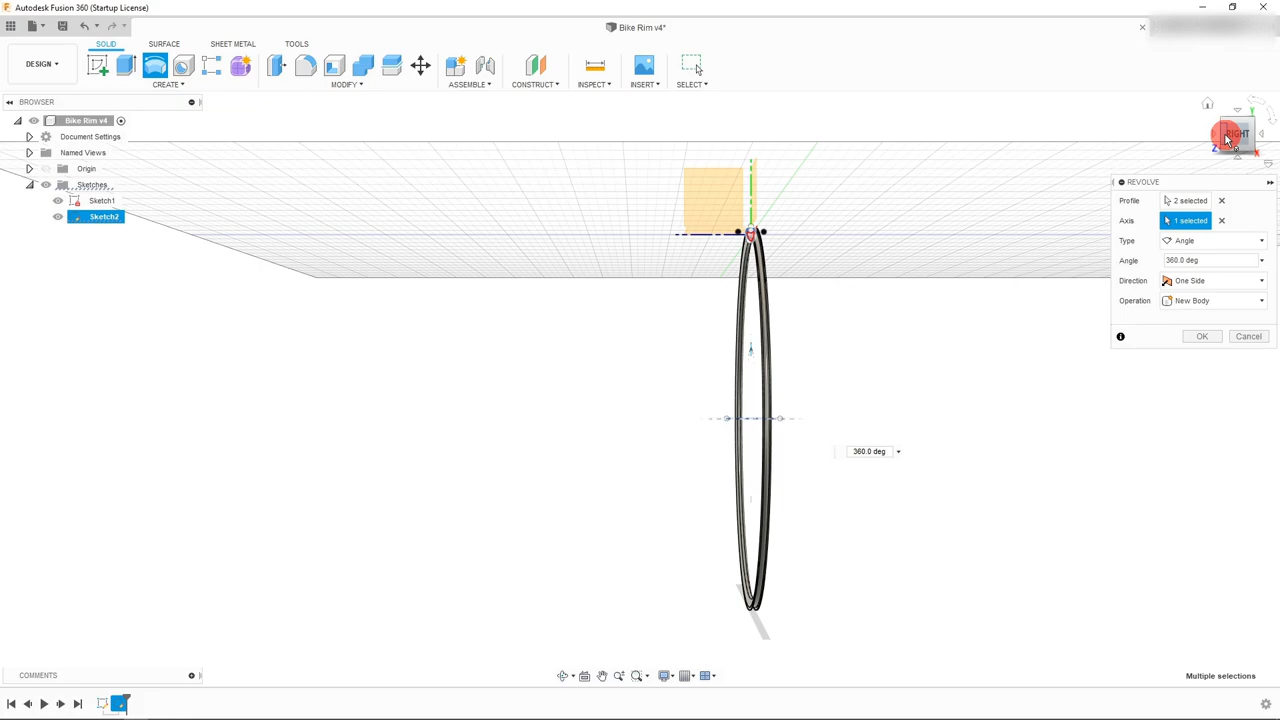 Autodesk Fusion 360 (Startup License)
Bike Rim v4*
SOLID SURFACE SHEET METAL TOOLS
DESIGN
CREATE MODIFY ASSEMBLE CONSTRUCT INSPECT INSERT SELECT
BROWSER
Bike Rim v4
Document Settings
Named Views
Origin
Sketches
Sketch1
Sketch2
Y
RIGHT
Z
X
REVOLVE
Profile 2 selected
Axis 1 selected
Type Angle
Angle 360.0 deg
Direction One Side
Operation New Body
OK Cancel
360.0 deg
COMMENTS
Multiple selections